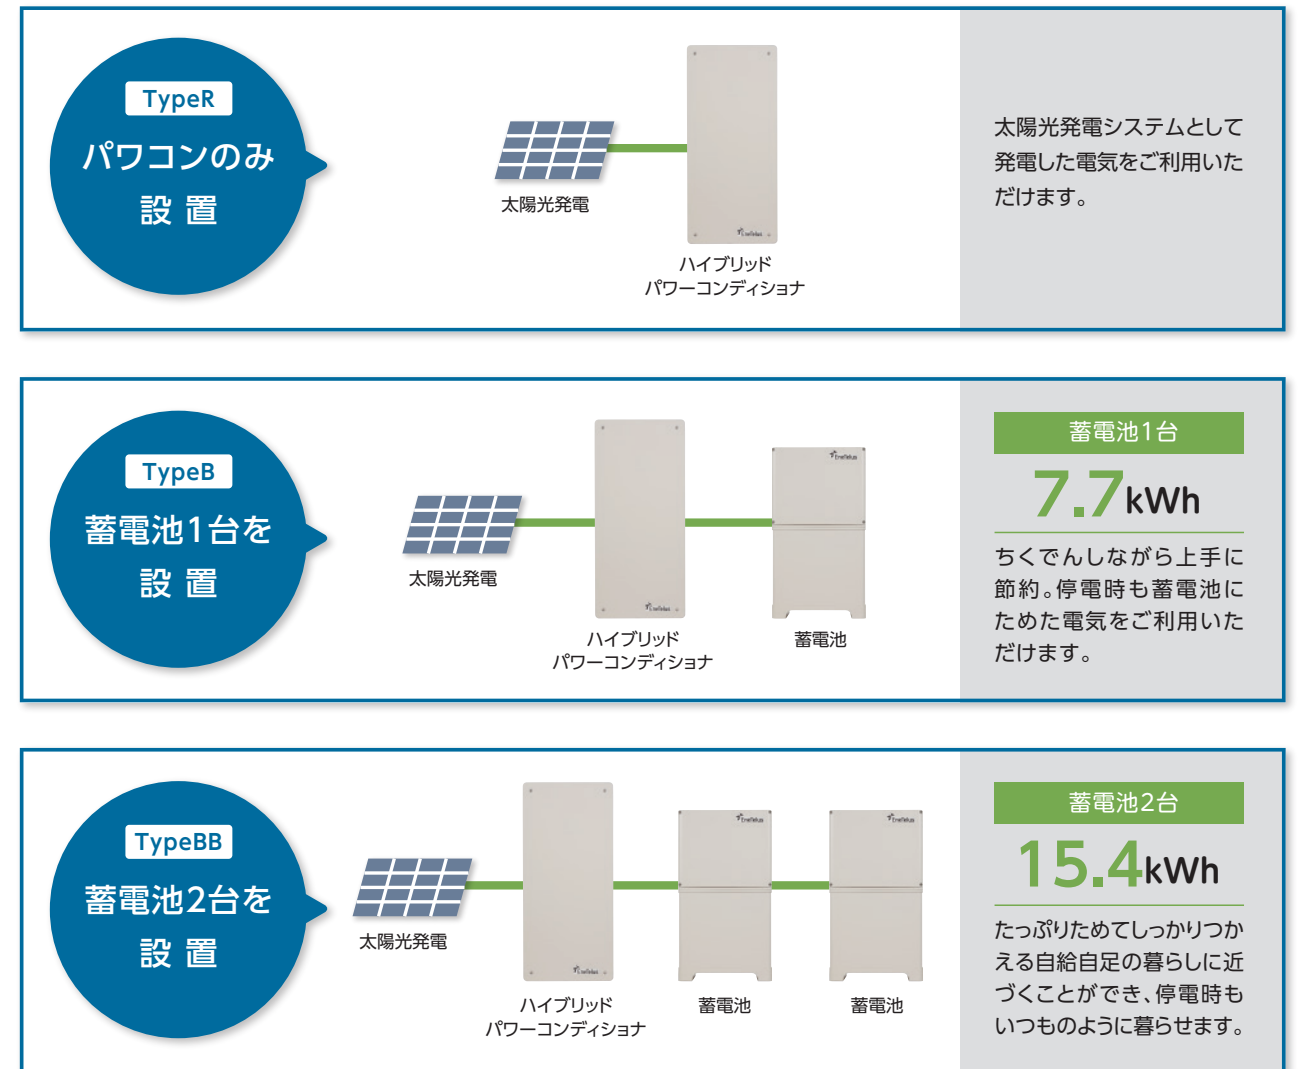 TypeR
パワコンのみ
設 置
太陽光発電
ハイブリッド
パワーコンディショナ
太陽光発電システムとして
発電した電気をご利用いた
だけます。
TypeB
蓄電池1台を
設 置
太陽光発電
Enefelus
ハイブリッド
パワーコンディショナ
蓄電池
蓄電池1台
7.7kWh
ちくでんしながら上手に
節約。停電時も蓄電池に
ためた電気をご利用いた
だけます。
TypeBB
蓄電池2台を
設 置
太陽光発電
ハイブリッド
パワーコンディショナ
蓄電池
蓄電池
蓄電池2台
15.4kWh
たっぷりためてしっかりつか
える自給自足の暮らしに近
づくことができ、停電時も
いつものように暮らせます。